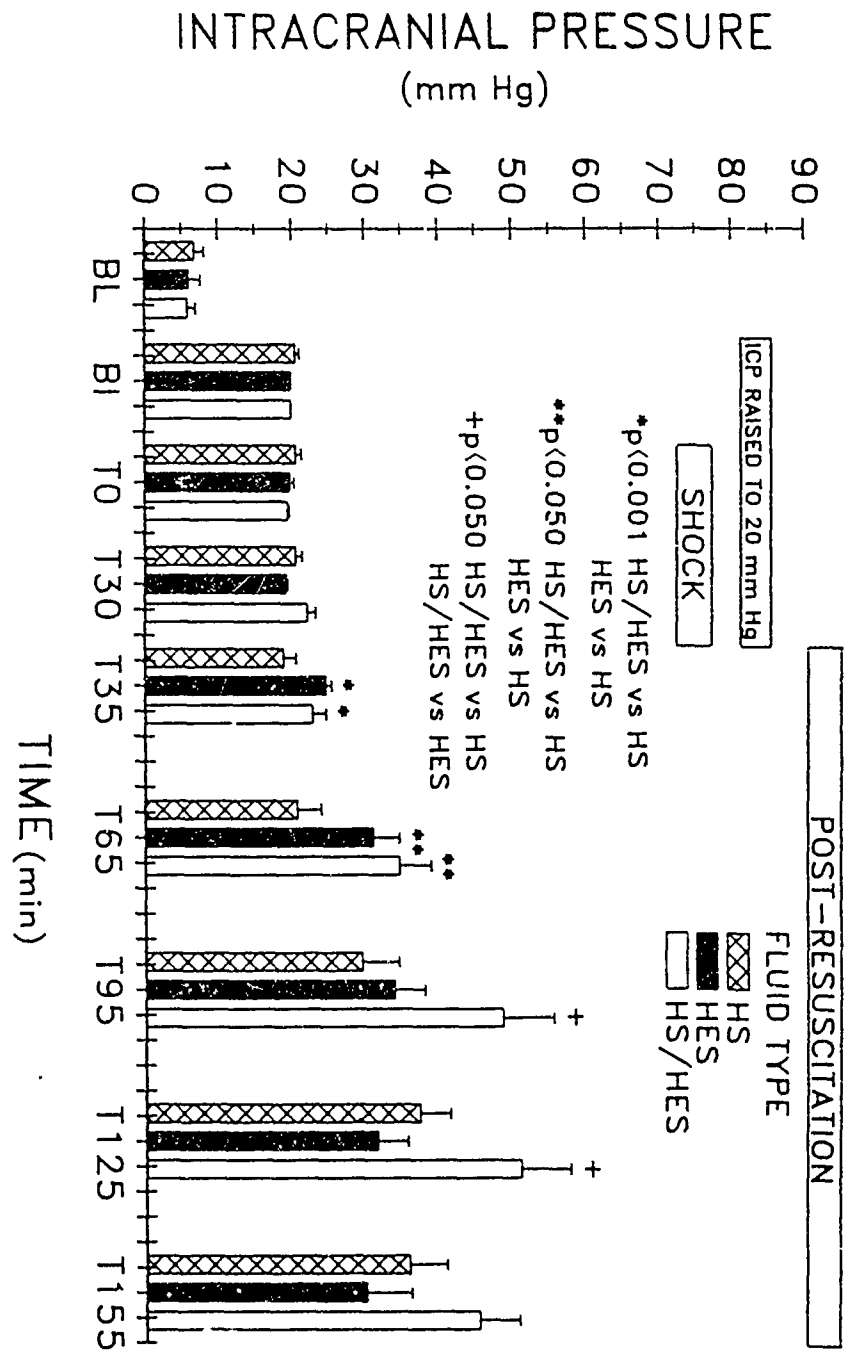 INTRACRANIAL PRESSURE
(mm Hg)
90
80
70
60
50
40
30
20
10
0
POST-RESUSCITATION
ICP RAISED TO 20 mm Hg
SHOCK
*p<0.001 HS/HES vs HS
HES vs HS
**p<0.050 HS/HES vs HS
HES vs HS
+p<0.050 HS/HES vs HS
HS/HES vs HES
FLUID TYPE
HS
HES
HS/HES
*
*
**
**
+
+
BL
BI
T0
T30
T35
T65
T95
T125
T155
TIME (min)